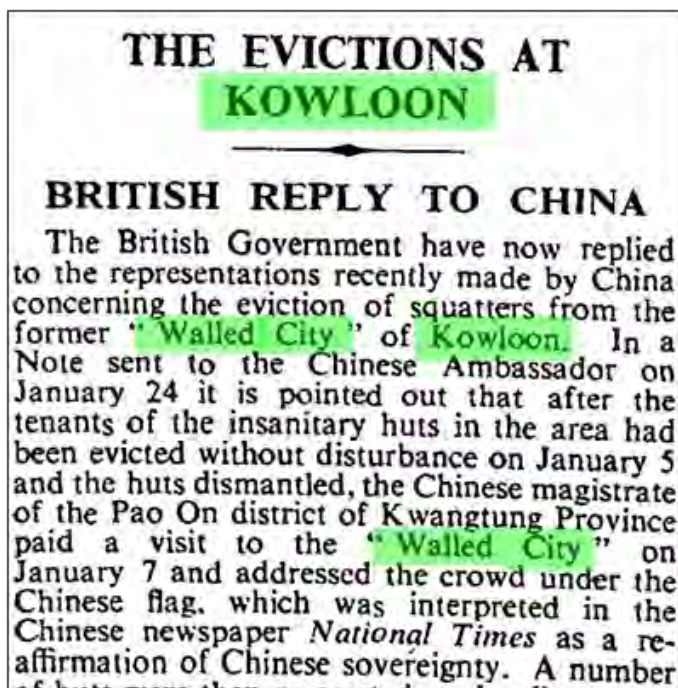 THE EVICTIONS AT
KOWLOON
BRITISH REPLY TO CHINA
The British Government have now replied
to the representations recently made by China
concerning the eviction of squatters from the
former " Walled City " of Kowloon. In a
Note sent to the Chinese Ambassador on
January 24 it is pointed out that after the
tenants of the insanitary huts in the area had
been evicted without disturbance on January 5
and the huts dismantled, the Chinese magistrate
of the Pao On district of Kwangtung Province
paid a visit to the " Walled City " on
January 7 and addressed the crowd under the
Chinese flag. which was interpreted in the
Chinese newspaper National Times as a re-
affirmation of Chinese sovereignty. A number